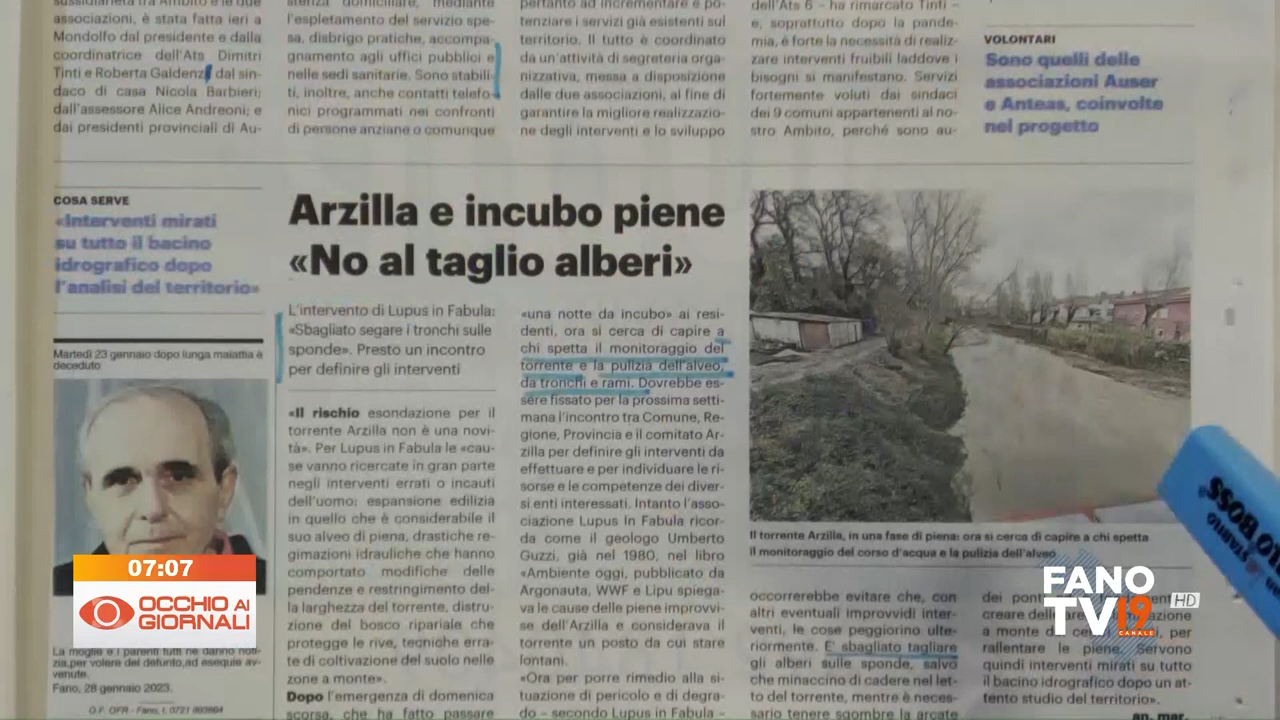 sussidiarietà tra Ambito e le due
associazioni, è stata fatta ieri a
Mondolfo dal presidente e dalla
coordinatrice dell'Ats Dimitri
Tinti e Roberta Galdenzi dal sin-
daco di casa Nicola Barbieri;
dall'assessore Alice Andreoni; e
dai presidenti provinciali di Au-
stenza domiciliare, mediante
l'espletamento del servizio spe-
sa, disbrigo pratiche, accompa-
gnamento agli uffici pubblici e
nelle sedi sanitarie. Sono stabili-
ti, inoltre, anche contatti telefo-
nici programmati nei confronti
di persone anziane o comunque
pertanto ad incrementare e po-
tenziare i servizi già esistenti sul
territorio. Il tutto è coordinato
da un'attività di segreteria orga-
nizzativa, messa a disposizione
dalle due associazioni, al fine di
garantire la migliore realizzazio-
ne degli interventi e lo sviluppo
dell'Ats 6 – ha rimarcato Tinti –
e, soprattutto dopo la pande-
mia, è forte la necessità di realiz-
zare interventi fruibili laddove i
bisogni si manifestano. Servizi
fortemente voluti dai sindaci
dei 9 comuni appartenenti al no-
stro Ambito, perché sono au-
VOLONTARI
Sono quelli delle
associazioni Auser
e Anteas, coinvolte
nel progetto
COSA SERVE
«Interventi mirati
su tutto il bacino
idrografico dopo
l'analisi del territorio»
Martedì 23 gennaio dopo lunga malattia è
deceduto
La moglie e i parenti tutti ne danno noti-
zia,per volere del defunto,ad esequie av-
venute.
Fano, 28 gennaio 2023.
O.F. OFR - Fano, t. 0721 803884
Arzilla e incubo piene
«No al taglio alberi»
L'intervento di Lupus in Fabula:
«Sbagliato segare i tronchi sulle
sponde». Presto un incontro
per definire gli interventi
«Il rischio esondazione per il
torrente Arzilla non è una novi-
tà». Per Lupus in Fabula le «cau-
se vanno ricercate in gran parte
negli interventi errati o incauti
dell'uomo: espansione edilizia
in quello che è considerabile il
suo alveo di piena, drastiche re-
gimazioni idrauliche che hanno
comportato modifiche delle
pendenze e restringimento del-
la larghezza del torrente, distru-
zione del bosco ripariale che
protegge le rive, tecniche erra-
te di coltivazione del suolo nelle
zone a monte».
Dopo l'emergenza di domenica
scorsa, che ha fatto passare
«una notte da incubo» ai resi-
denti, ora si cerca di capire a
chi spetta il monitoraggio del
torrente e la pulizia dell'alveo,
da tronchi e rami. Dovrebbe es-
sere fissato per la prossima setti-
mana l'incontro tra Comune, Re-
gione, Provincia e il comitato Ar-
zilla per definire gli interventi da
effettuare e per individuare le ri-
sorse e le competenze dei diver-
si enti interessati. Intanto l'asso-
ciazione Lupus In Fabula ricor-
da come il geologo Umberto
Guzzi, già nel 1980, nel libro
«Ambiente oggi, pubblicato da
Argonauta, WWF e Lipu spiega-
va le cause delle piene improvvi-
se dell'Arzilla e considerava il
torrente un posto da cui stare
lontani.
«Ora per porre rimedio alla si-
tuazione di pericolo e di degra-
do – secondo Lupus in Fabula –
Il torrente Arzilla, in una fase di piena: ora si cerca di capire a chi spetta
il monitoraggio del corso d'acqua e la pulizia dell'alveo
occorrerebbe evitare che, con
altri eventuali improvvidi inter-
venti, le cose peggiorino ulte-
riormente. E' sbagliato tagliare
gli alberi sulle sponde, salvo
che minaccino di cadere nel let-
to del torrente, mentre è neces-
sario tenere sgombre le arcate
dei pont
creare del
a monte di per
rallentare le piene. Servono
quindi interventi mirati su tutto
il bacino idrografico dopo un at-
tento studio del territorio».
an. mar.
STABILO
BOSS
07:07
OCCHIO AI
GIORNALI
FANO
TV19
CANALE
HD